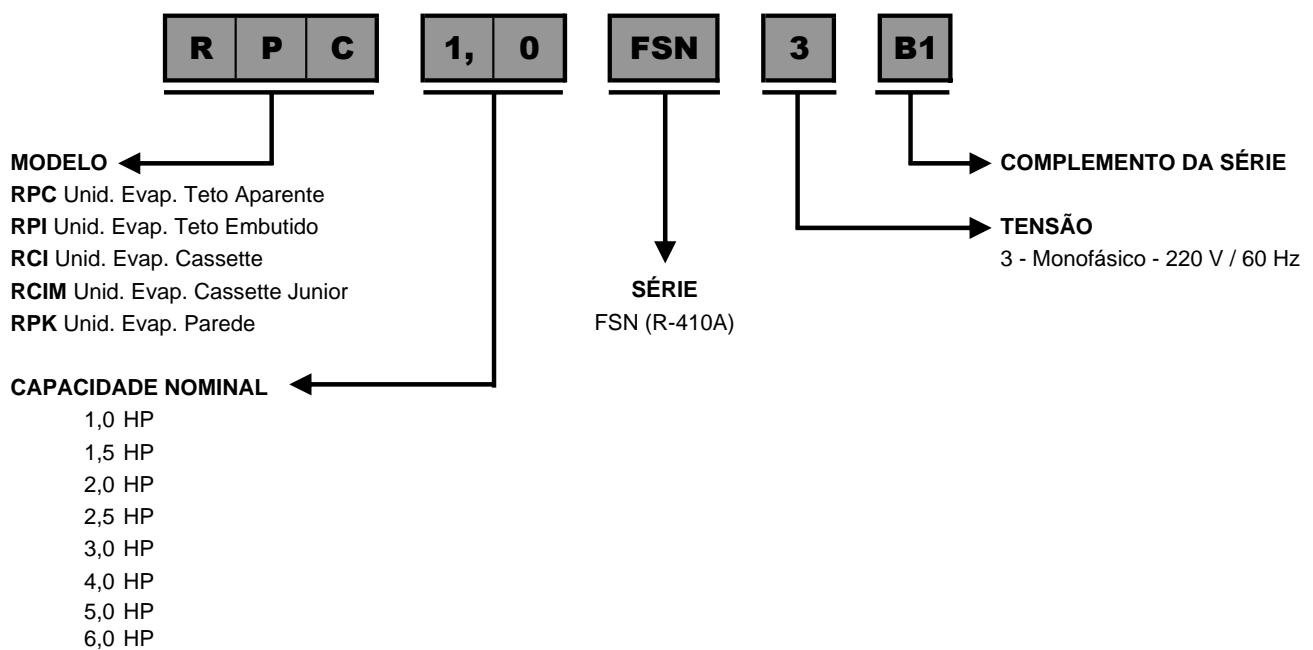 R P C 1, 0 FSN 3 B1
MODELO
RPC Unid. Evap. Teto Aparente
RPI Unid. Evap. Teto Embutido
RCI Unid. Evap. Cassette
RCIM Unid. Evap. Cassette Junior
RPK Unid. Evap. Parede
CAPACIDADE NOMINAL
1,0 HP
1,5 HP
2,0 HP
2,5 HP
3,0 HP
4,0 HP
5,0 HP
6,0 HP
SÉRIE
FSN (R-410A)
COMPLEMENTO DA SÉRIE
TENSÃO
3 - Monofásico - 220 V / 60 Hz